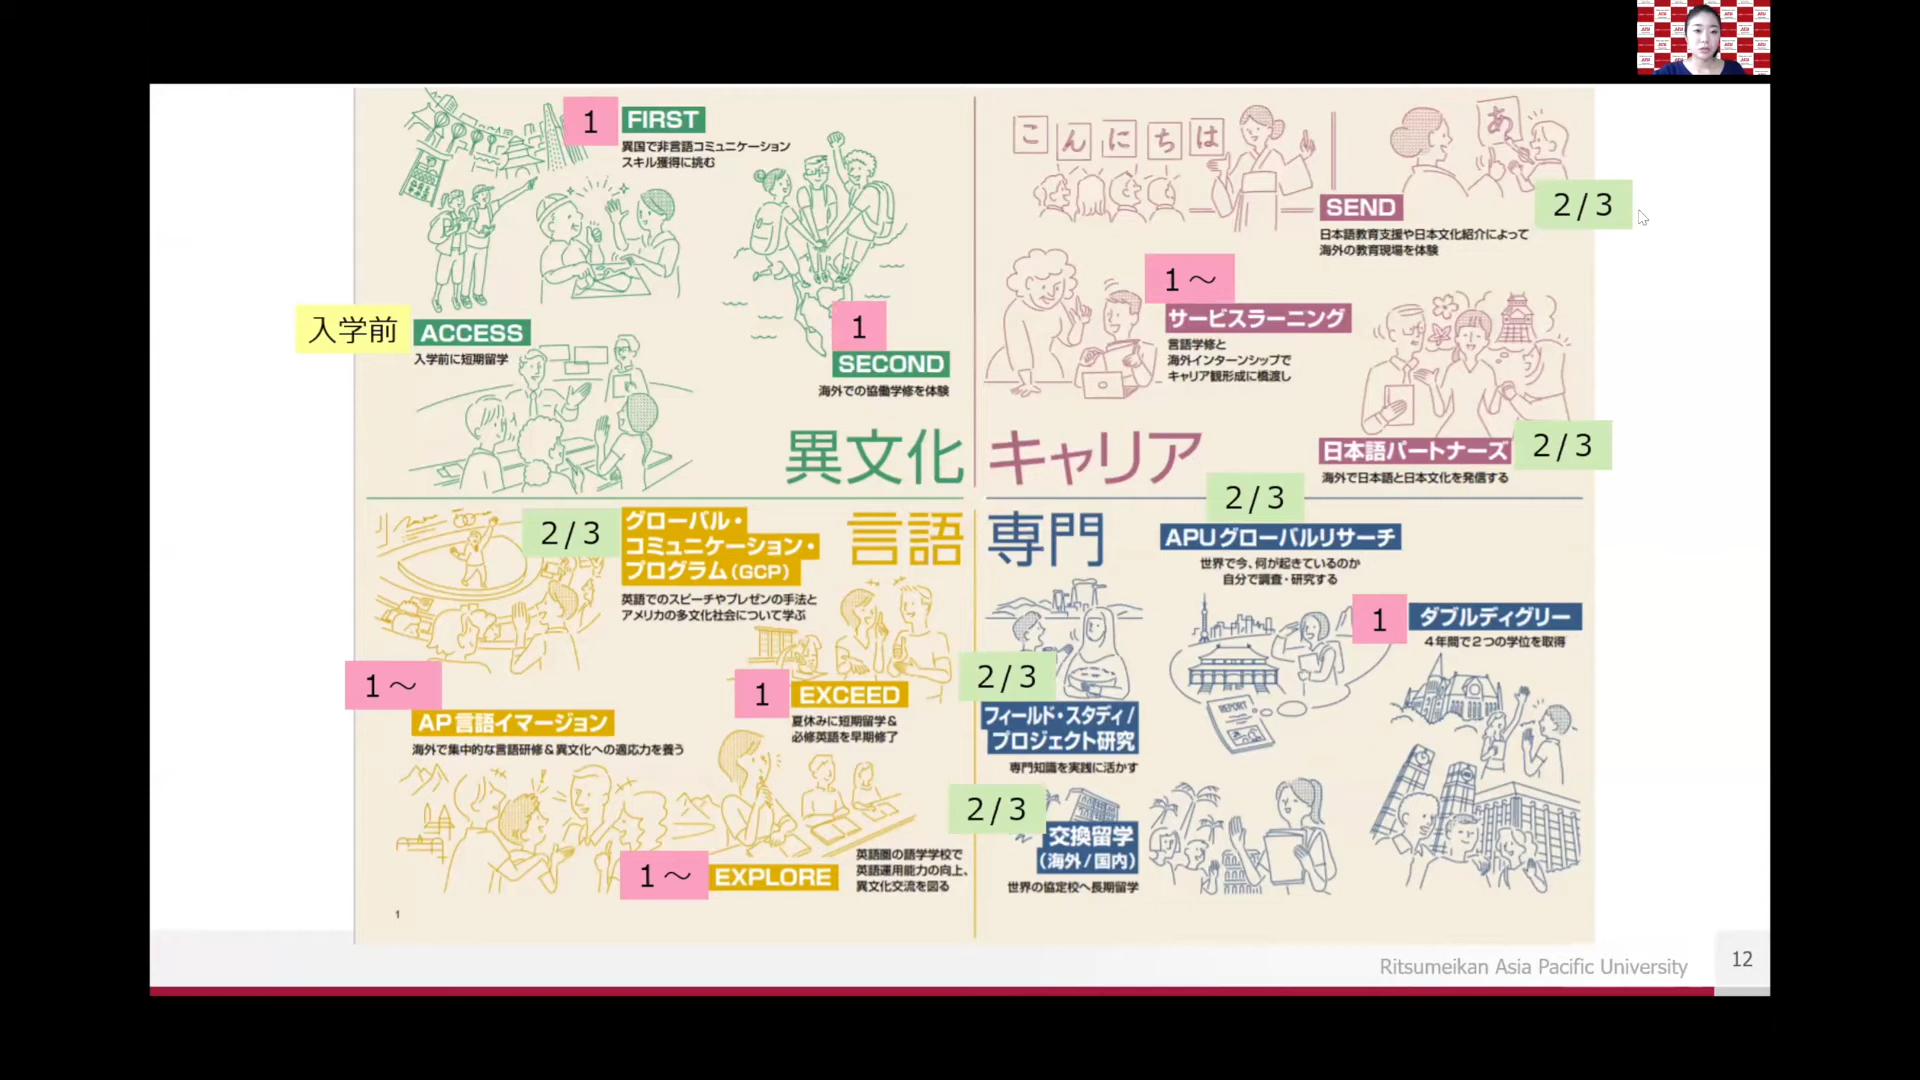 1
FIRST
異国で非言語コミュニケーション
スキル獲得に挑む
入学前
ACCESS
入学前に短期留学
1
SECOND
海外での協働学修を体験
異文化
こんにちは
あ
SEND
2/3
日本語教育支援や日本文化紹介によって
海外の教育現場を体験
1～
サービスラーニング
言語学修と
海外インターンシップで
キャリア観形成に橋渡し
日本語パートナーズ
2/3
海外で日本語と日本文化を発信する
キャリア
2/3
グローバル・
コミュニケーション・
プログラム(GCP)
英語でのスピーチやプレゼンの手法と
アメリカの多文化社会について学ぶ
言語
1～
AP言語イマージョン
海外で集中的な言語研修&異文化への適応力を養う
1
EXCEED
夏休みに短期留学&
必修英語を早期修了
1～
EXPLORE
英語圏の語学学校で
英語運用能力の向上、
異文化交流を図る
専門
2/3
APUグローバルリサーチ
世界で今、何が起きているのか
自分で調査・研究する
1
ダブルディグリー
4年間で2つの学位を取得
2/3
フィールド・スタディ/
プロジェクト研究
専門知識を実践に活かす
REPORT
2/3
交換留学
(海外/国内)
世界の協定校へ長期留学
1
Ritsumeikan Asia Pacific University
12